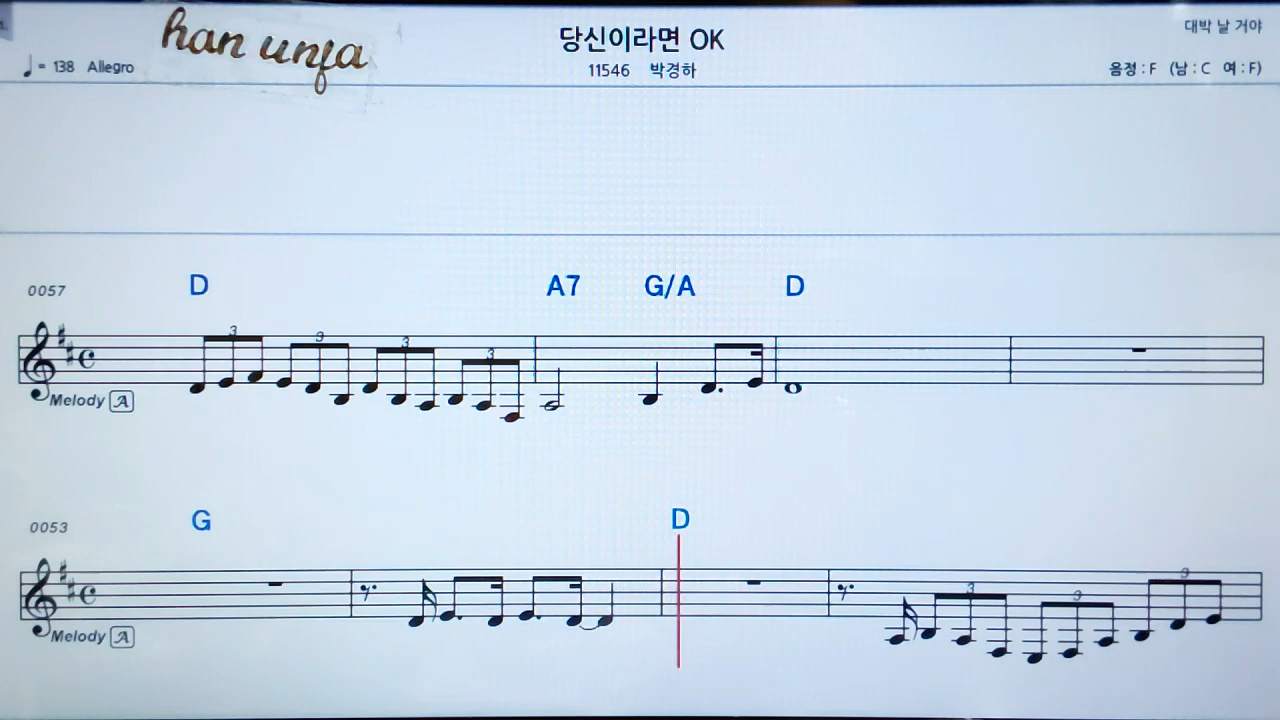 han unfa
당신이라면 OK
대박 날 거야
♩ = 138 Allegro
11546 박경하
음정 : F (남 : C 여 : F)
D A7 G/A D
0057
3 3 3 3
Melody A
G D
0053
3 3 3
Melody A